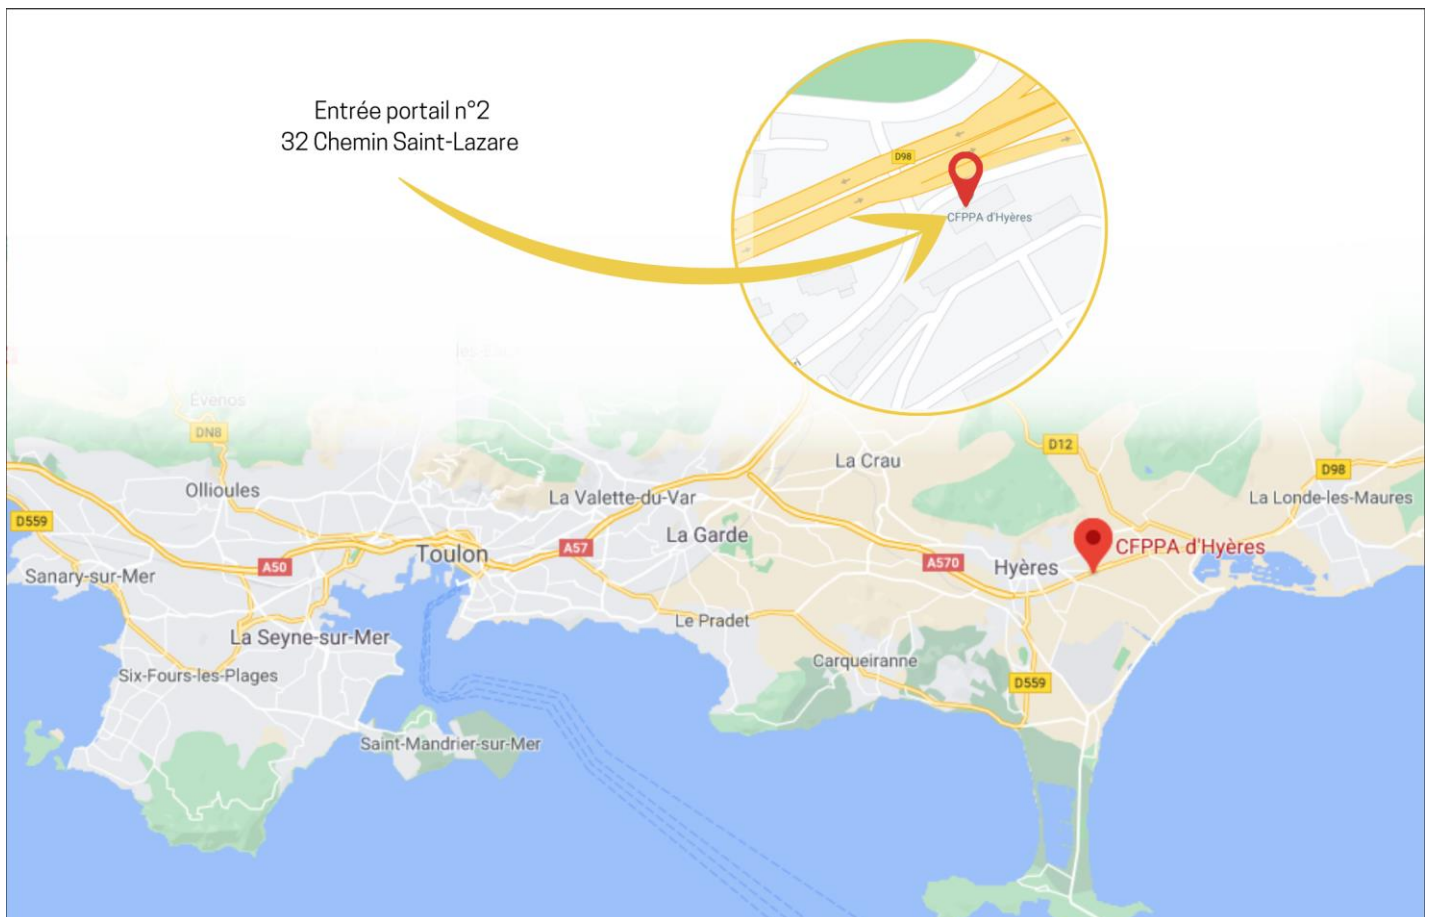 Entrée portail n°2
32 Chemin Saint-Lazare
D98
CFPPA d'Hyères
Evenos
DN8
D12
La Crau
D98
Ollioules
La Valette-du-Var
La Londe-les-Maures
D559
La Garde
A57
Toulon
CFPPA d'Hyères
A50
A570
Hyères
Sanary-sur-Mer
Le Pradet
La Seyne-sur-Mer
Carqueiranne
Six-Fours-les-Plages
D559
Saint-Mandrier-sur-Mer